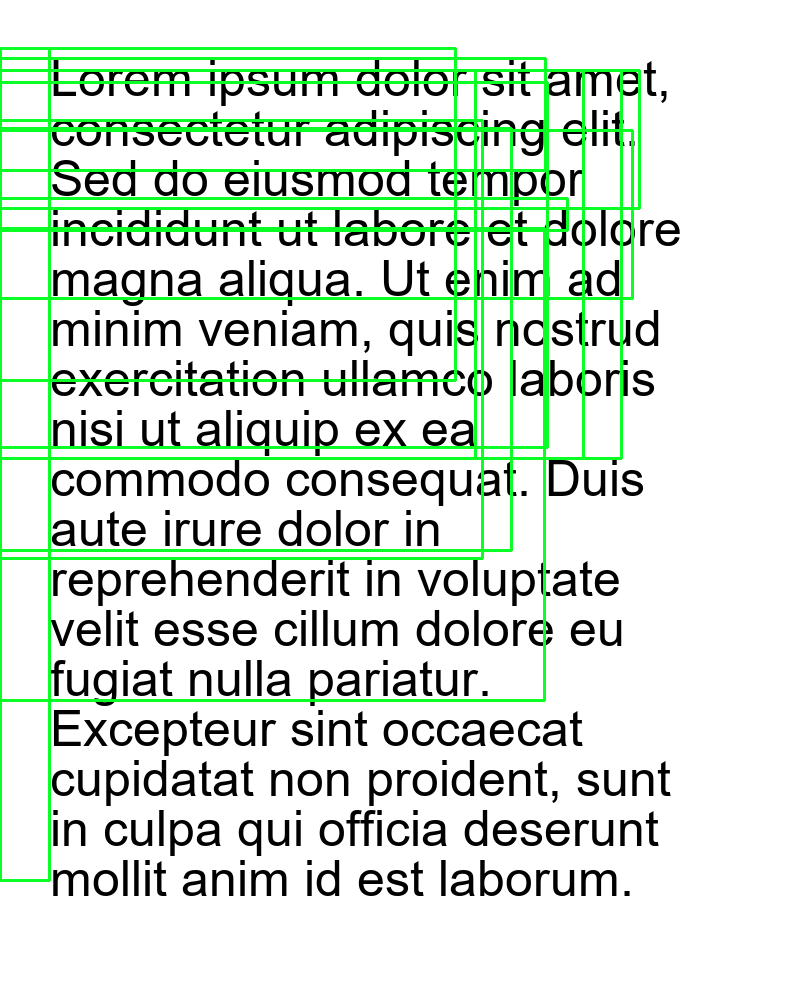 Lorem ipsum dolor sit amet,
consectetur adipiscing elit.
Sed do eiusmod tempor
incididunt ut labore et dolore
magna aliqua. Ut enim ad
minim veniam, quis nostrud
exercitation ullamco laboris
nisi ut aliquip ex ea
commodo consequat. Duis
aute irure dolor in
reprehenderit in voluptate
velit esse cillum dolore eu
fugiat nulla pariatur.
Excepteur sint occaecat
cupidatat non proident, sunt
in culpa qui officia deserunt
mollit anim id est laborum.